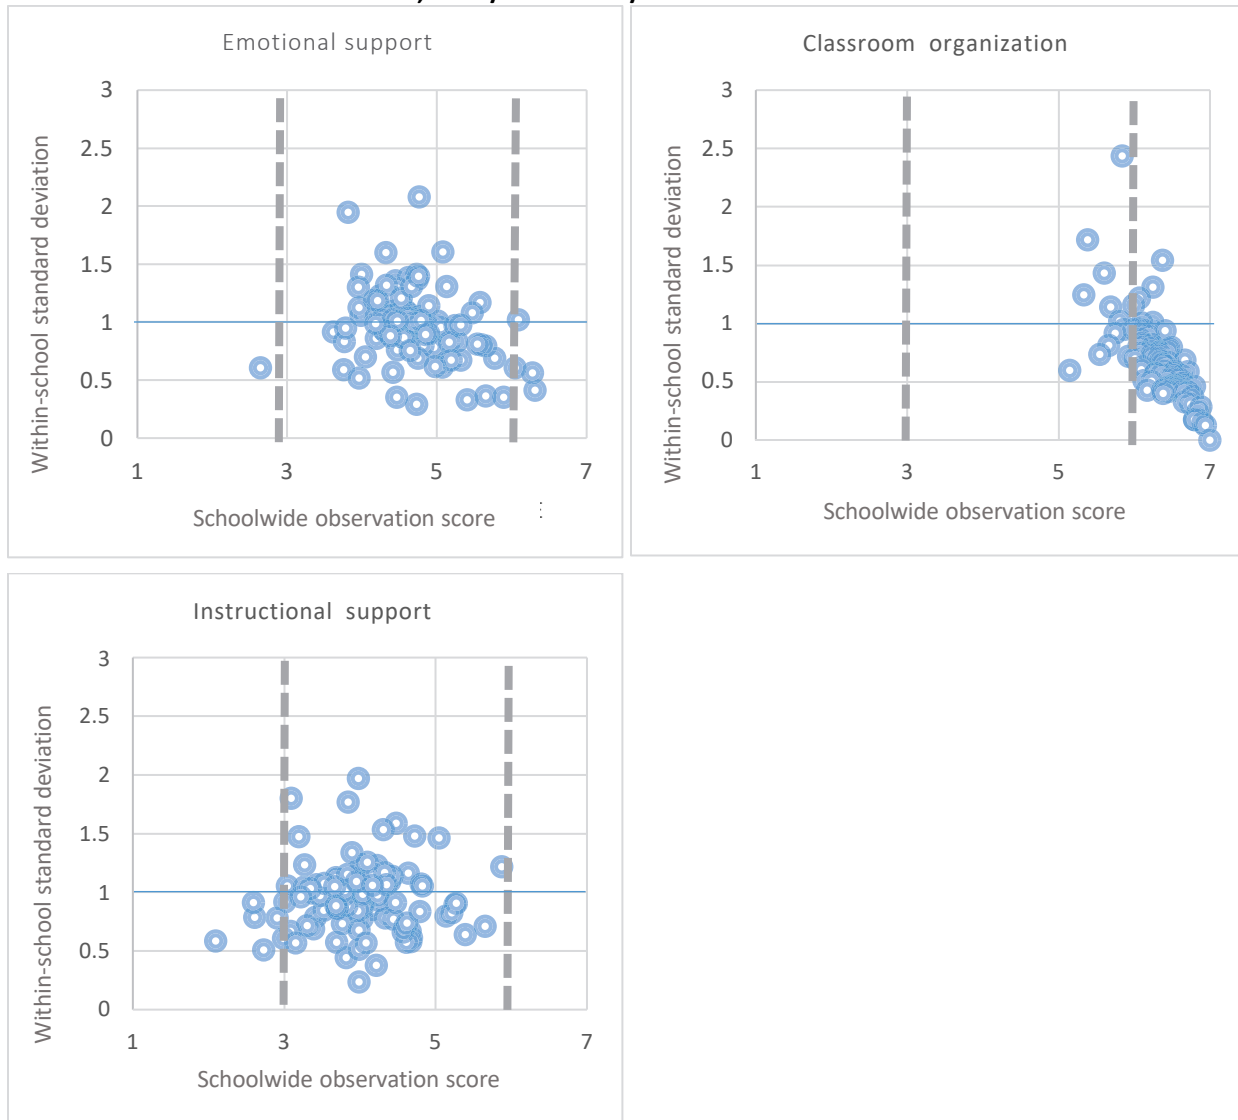 Emotional support
3
2.5
2
1.5
1
0.5
0
1 3 5 7
Within-school standard deviation
Schoolwide observation score
Classroom organization
3
2.5
2
1.5
1
0.5
0
1 3 5 7
Within-school standard deviation
Schoolwide observation score
Instructional support
3
2.5
2
1.5
1
0.5
0
1 3 5 7
Within-school standard deviation
Schoolwide observation score